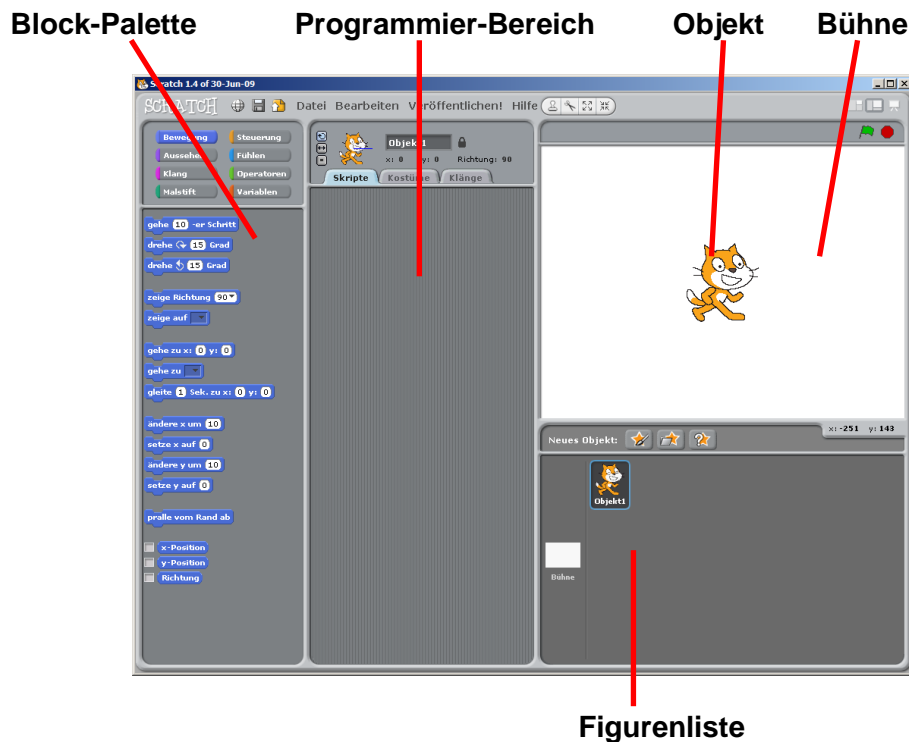 Block-Palette Programmier-Bereich Objekt Bühne
Scratch 1.4 of 30-Jun-09
SCRATCH Datei Bearbeiten Veröffentlichen! Hilfe
Bewegung Steuerung
Aussehen Fühlen
Klang Operatoren
Malstift Variablen
Objekt1
x: 0 y: 0 Richtung: 90
Skripte Kostüme Klänge
gehe 10 -er Schritt
drehe 15 Grad
drehe 15 Grad
zeige Richtung 90
zeige auf
gehe zu x: 0 y: 0
gehe zu
gleite 1 Sek. zu x: 0 y: 0
ändere x um 10
setze x auf 0
ändere y um 10
setze y auf 0
pralle vom Rand ab
x-Position
y-Position
Richtung
x: -251 y: 143
Neues Objekt:
Objekt1
Bühne
Figurenliste